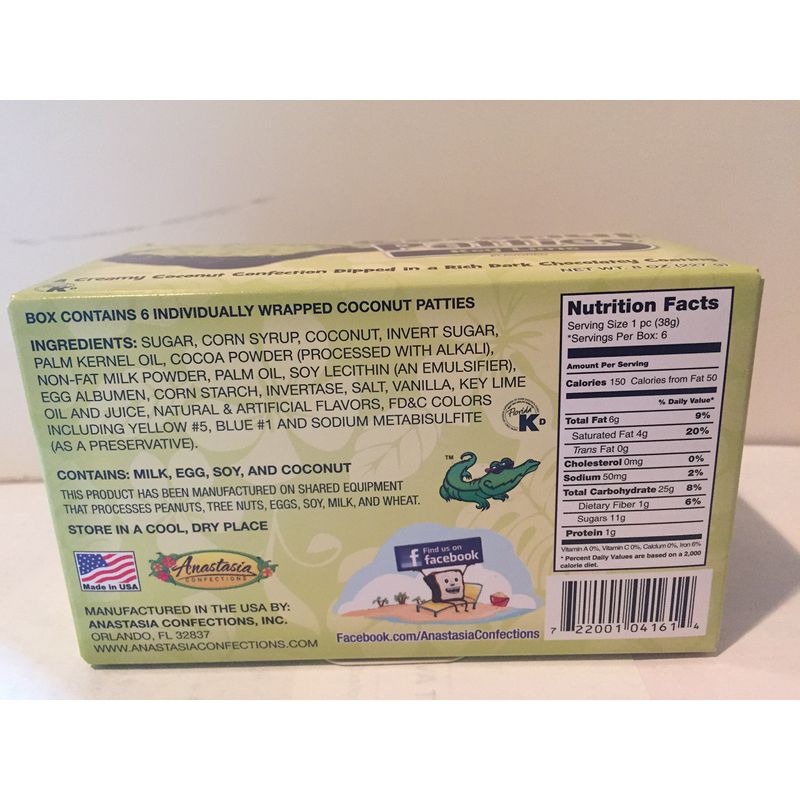 Creamy Coconut Confection Dipped in a Rich Dark Chocolatey Coating
NET WT. 8 OZ (227 g)
K
BOX CONTAINS 6 INDIVIDUALLY WRAPPED COCONUT PATTIES
INGREDIENTS: SUGAR, CORN SYRUP, COCONUT, INVERT SUGAR,
PALM KERNEL OIL, COCOA POWDER (PROCESSED WITH ALKALI),
NON-FAT MILK POWDER, PALM OIL, SOY LECITHIN (AN EMULSIFIER),
EGG ALBUMEN, CORN STARCH, INVERTASE, SALT, VANILLA, KEY LIME
OIL AND JUICE, NATURAL & ARTIFICIAL FLAVORS, FD&C COLORS
INCLUDING YELLOW #5, BLUE #1 AND SODIUM METABISULFITE
(AS A PRESERVATIVE).
Florida K D
CONTAINS: MILK, EGG, SOY, AND COCONUT
THIS PRODUCT HAS BEEN MANUFACTURED ON SHARED EQUIPMENT
THAT PROCESSES PEANUTS, TREE NUTS, EGGS, SOY, MILK, AND WHEAT.
TM
STORE IN A COOL, DRY PLACE
Made in USA
Anastasia
CONFECTIONS
MANUFACTURED IN THE USA BY:
ANASTASIA CONFECTIONS, INC.
ORLANDO, FL 32837
WWW.ANASTASIACONFECTIONS.COM
f Find us on
facebook
Facebook.com/AnastasiaConfections
Nutrition Facts
Serving Size 1 pc (38g)
*Servings Per Box: 6
Amount Per Serving
Calories 150 Calories from Fat 50
% Daily Value*
Total Fat 6g 9%
Saturated Fat 4g 20%
Trans Fat 0g
Cholesterol 0mg 0%
Sodium 50mg 2%
Total Carbohydrate 25g 8%
Dietary Fiber 1g 6%
Sugars 11g
Protein 1g
Vitamin A 0%, Vitamin C 0%, Calcium 0%, Iron 6%
* Percent Daily Values are based on a 2,000
calorie diet.
7 22001 04161 4